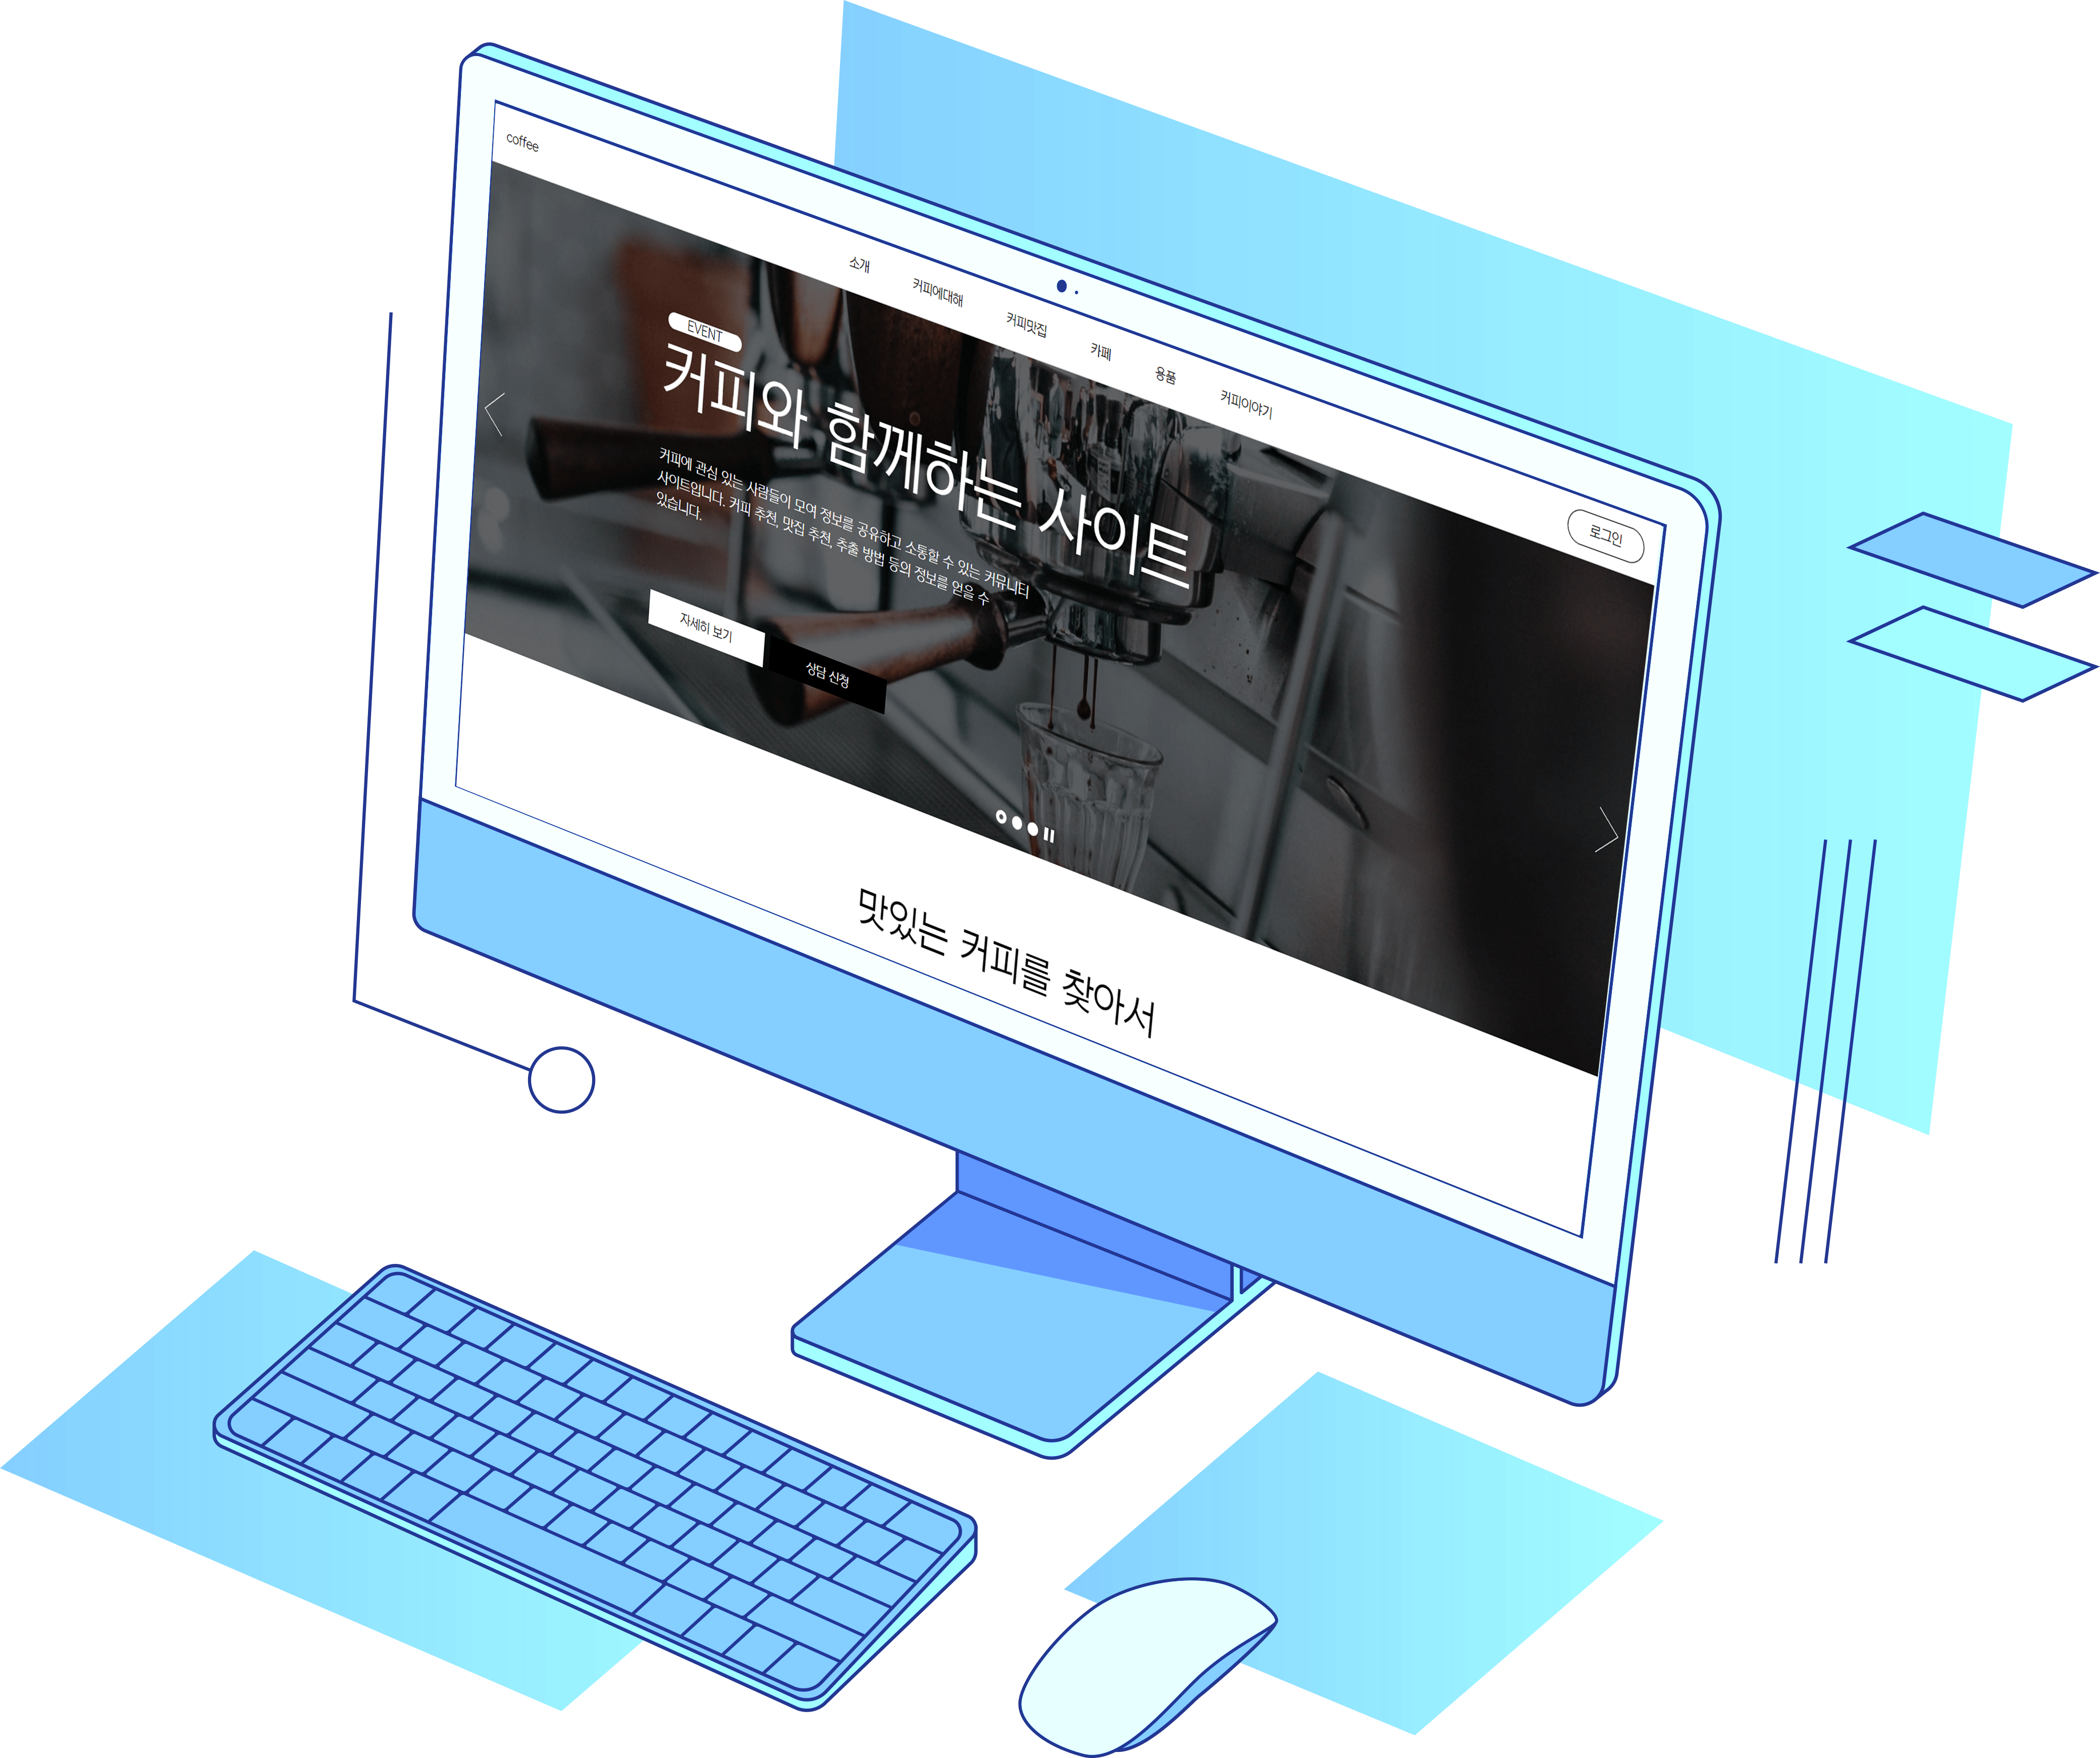 coffee
소개
커피에대해
커피맛집
카페
용품
커피이야기
로그인
EVENT
커피와 함께하는 사이트
커피에 관심 있는 사람들이 모여 정보를 공유하고 소통할 수 있는 커뮤니티
사이트입니다. 커피 추천, 맛집 추천, 추출 방법 등의 정보를 얻을 수
있습니다.
자세히 보기
상담 신청
맛있는 커피를 찾아서